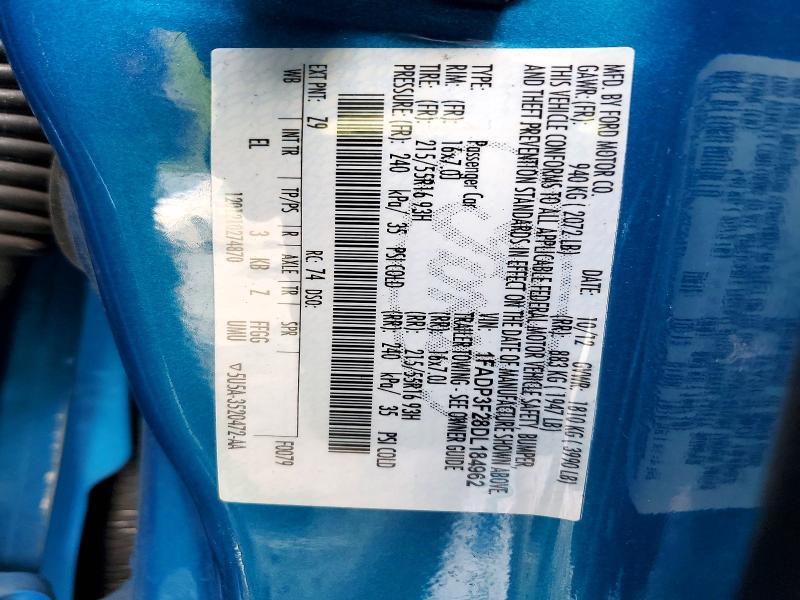 MFD. BY FORD MOTOR CO.
DATE: 10/12 GVWR: 1810 KG ( 3990 LB)
GAWR: (FR): 940 KG ( 2072 LB) (RR): 883 KG ( 1947 LB)
THIS VEHICLE CONFORMS TO ALL APPLICABLE FEDERAL MOTOR VEHICLE SAFETY, BUMPER,
AND THEFT PREVENTION STANDARDS IN EFFECT ON THE DATE OF MANUFACTURE SHOWN ABOVE.
VIN: 1FADP3F28DL184962
TYPE: Passenger Car TRAILER TOWING - SEE OWNER GUIDE
RIM: (FR): 16x7.0J (RR): 16x7.0J
TIRE: (FR): 215/55R16 93H (RR): 215/55R16 93H
PRESSURE: (FR): 240 kPa/ 35 PSI COLD (RR): 240 kPa/ 35 PSI COLD
EXT PNT: Z9 RC: 74 DSO: F0079
WB INT TR TP/PS R AXLE TR SPR
EL 3 KB Z FFGG UWU
▽5U5A-3520472-AA